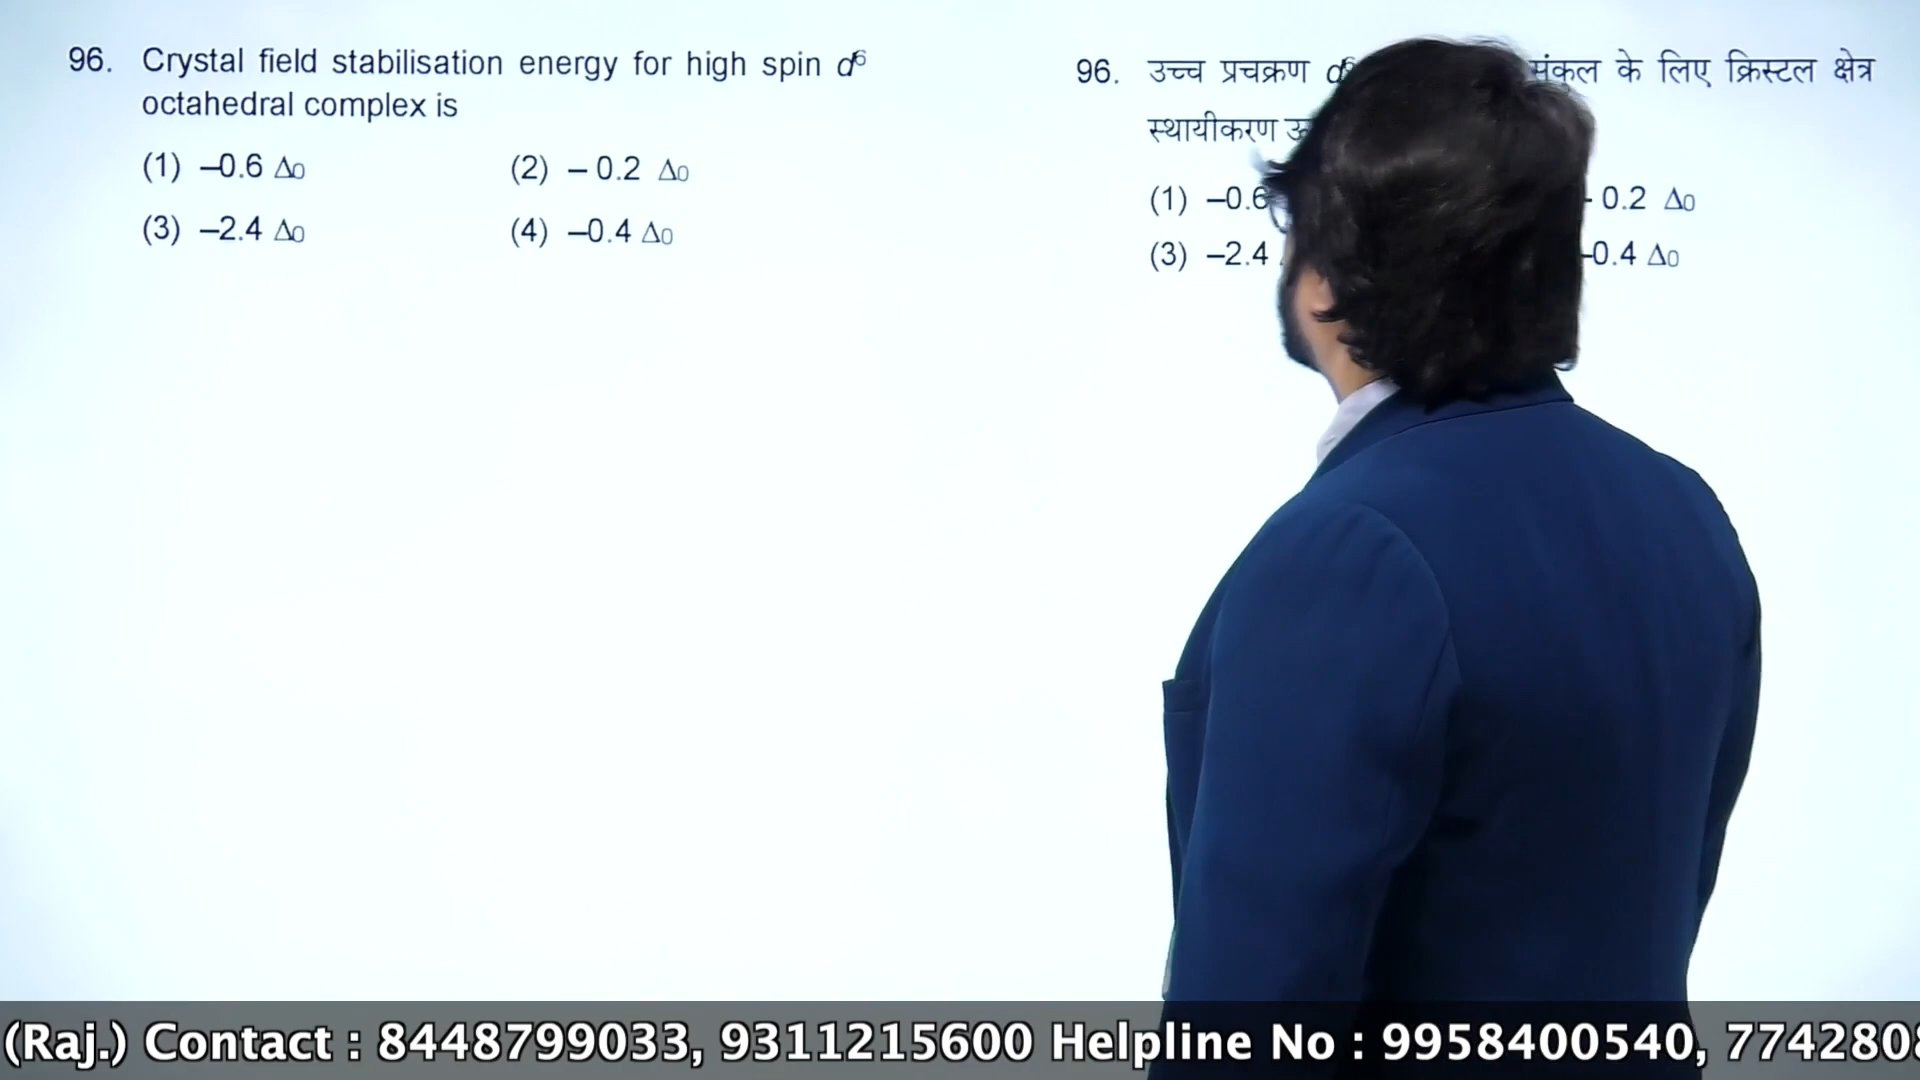 96. Crystal field stabilisation energy for high spin d⁶
octahedral complex is
(1) –0.6 Δ₀ (2) – 0.2 Δ₀
(3) –2.4 Δ₀ (4) –0.4 Δ₀
96. उच्च प्रचक्रण संकुल के लिए क्रिस्टल क्षेत्र
स्थायीकरण
(1) –0.6 - 0.2 Δ₀
(3) –2.4 -0.4 Δ₀
(Raj.) Contact : 8448799033, 9311215600 Helpline No : 9958400540, 774280